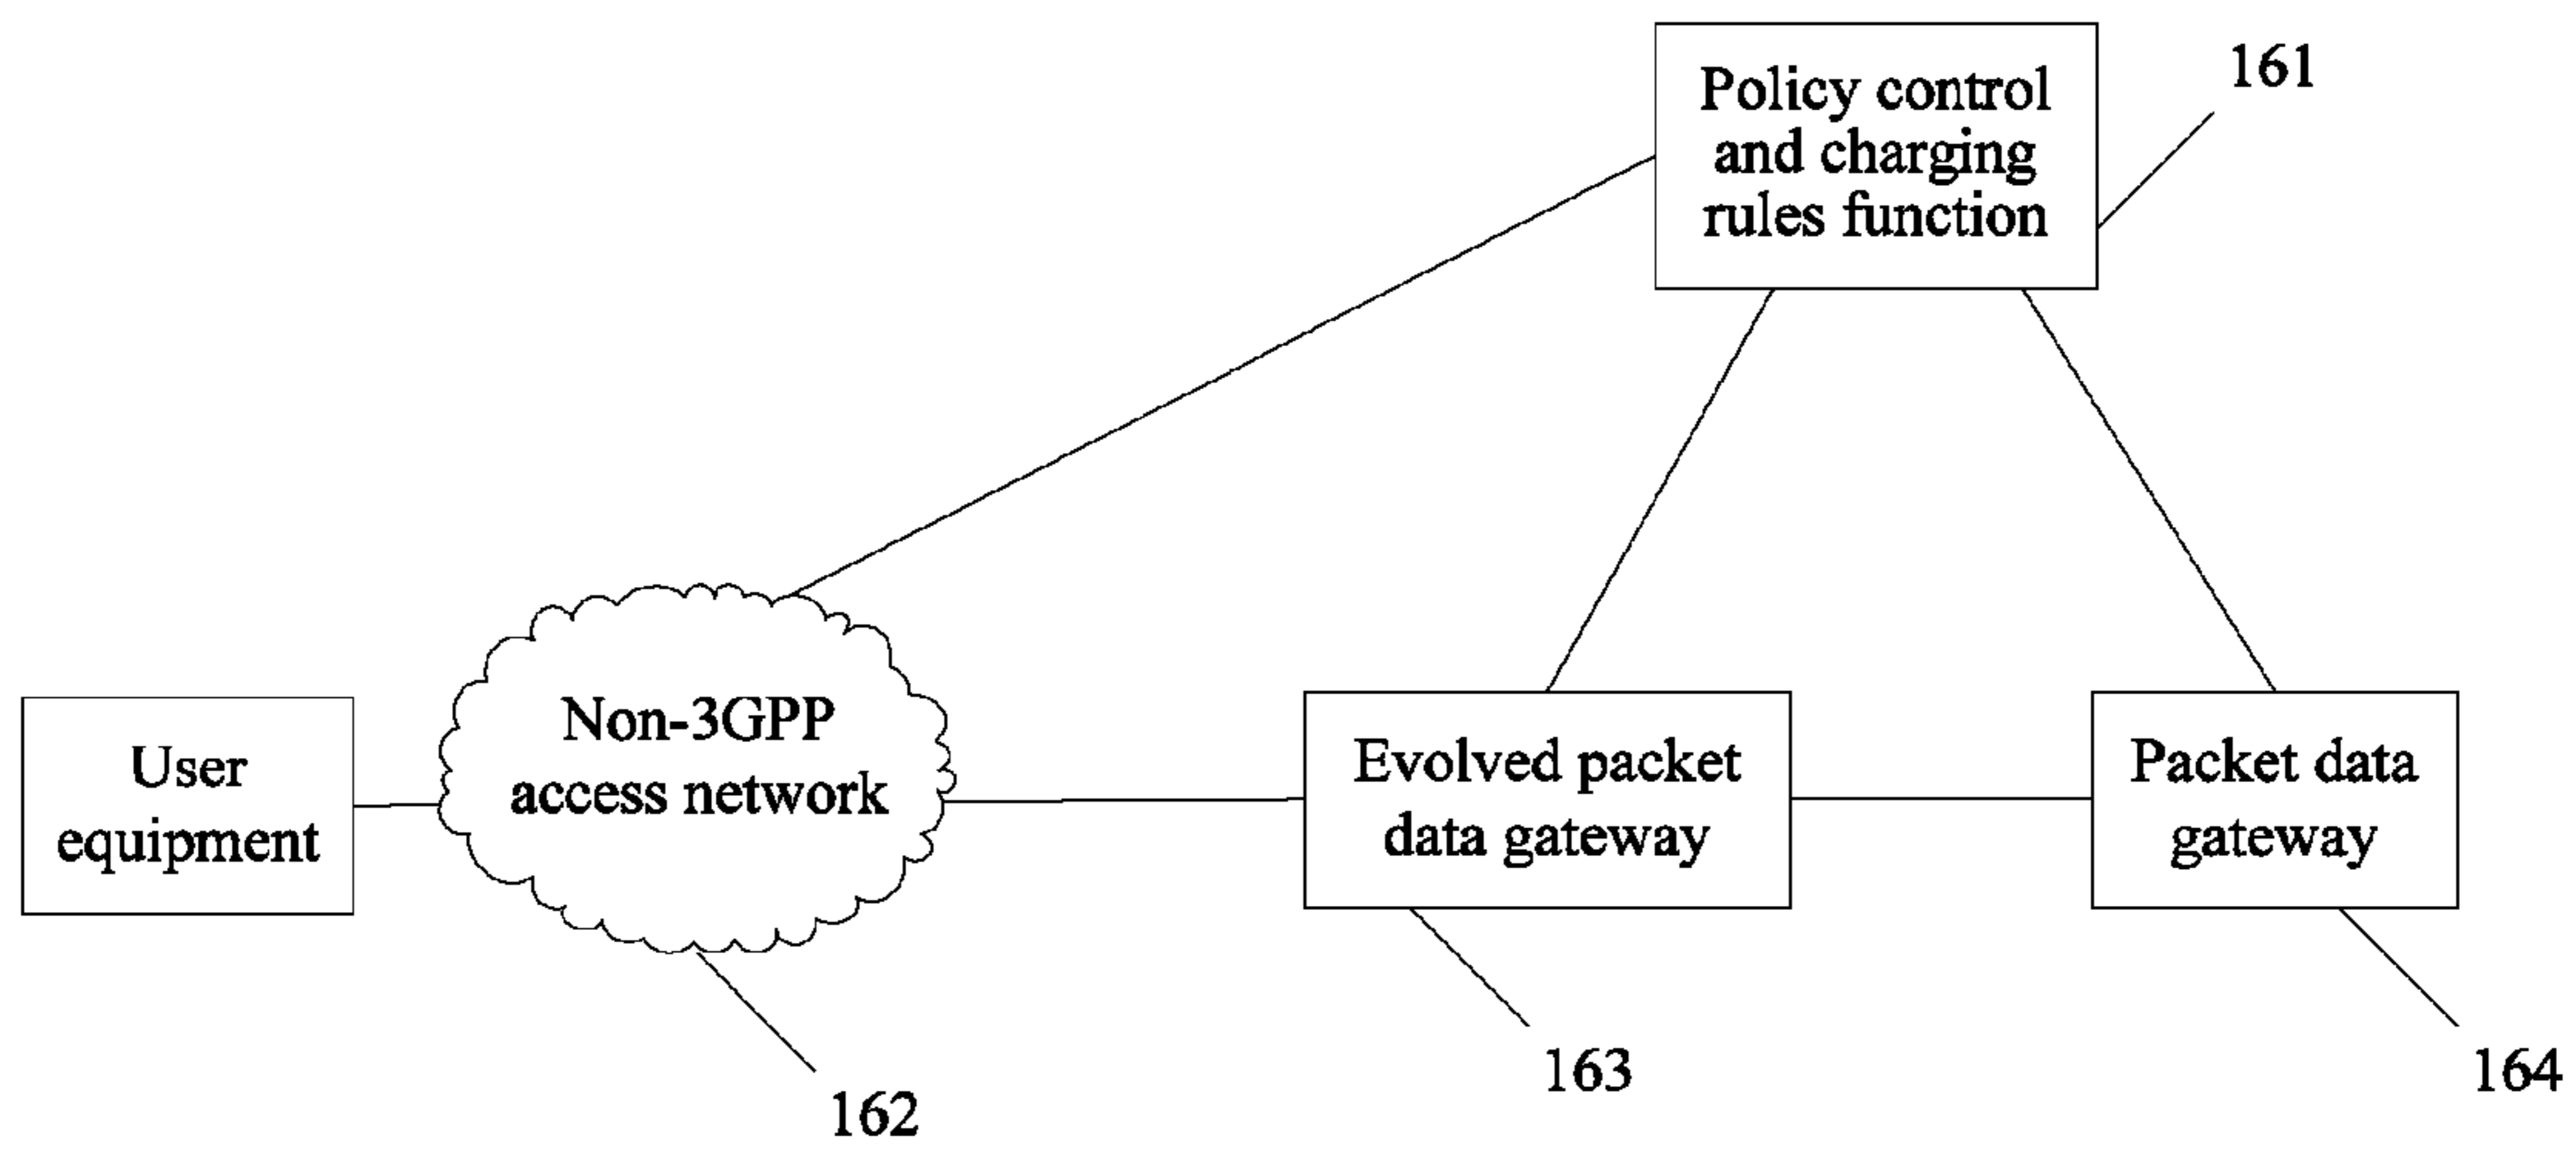 Policy control
and charging
rules function
161
User
equipment
Non-3GPP
access network
Evolved packet
data gateway
Packet data
gateway
162
163
164